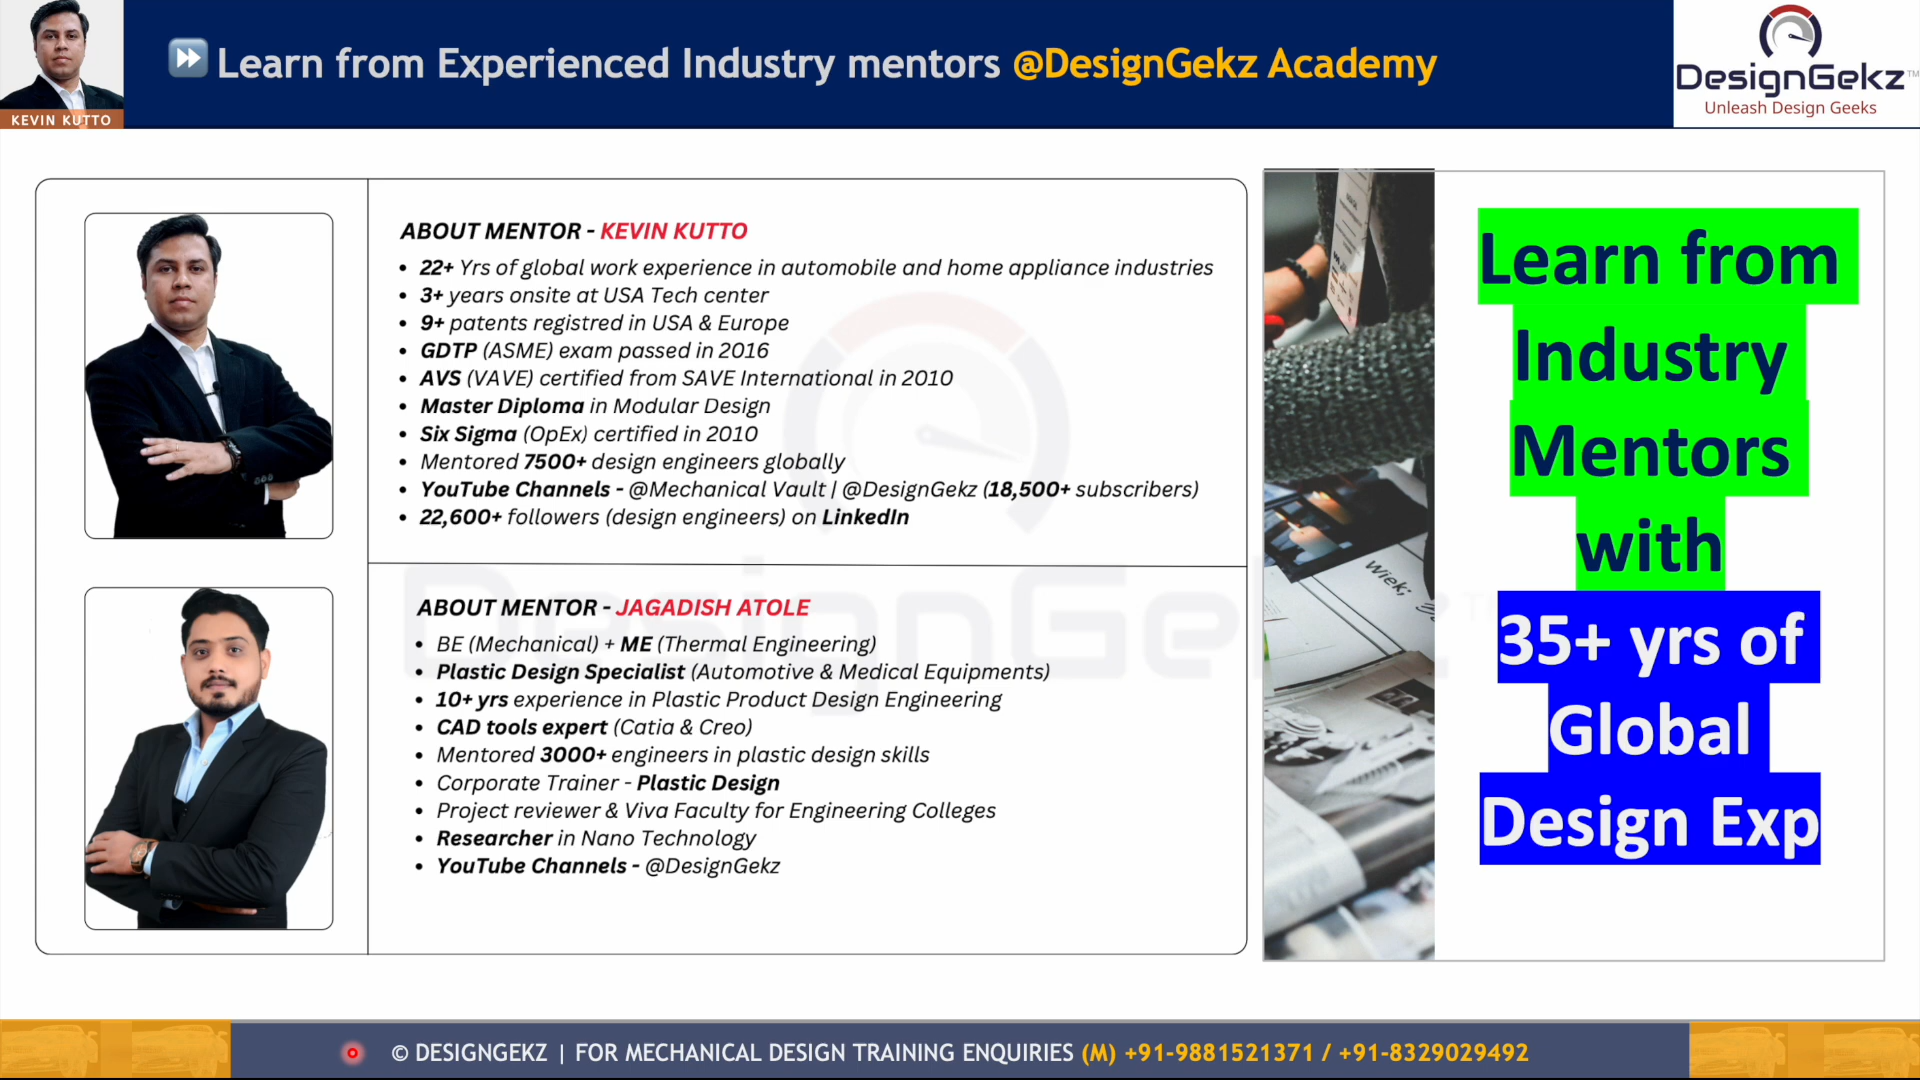 KEVIN KUTTO
Learn from Experienced Industry mentors @DesignGekz Academy
DesignGekz™
Unleash Design Geeks
ABOUT MENTOR - KEVIN KUTTO
• 22+ Yrs of global work experience in automobile and home appliance industries
• 3+ years onsite at USA Tech center
• 9+ patents registred in USA & Europe
• GDTP (ASME) exam passed in 2016
• AVS (VAVE) certified from SAVE International in 2010
• Master Diploma in Modular Design
• Six Sigma (OpEx) certified in 2010
• Mentored 7500+ design engineers globally
• YouTube Channels - @Mechanical Vault | @DesignGekz (18,500+ subscribers)
• 22,600+ followers (design engineers) on LinkedIn
ABOUT MENTOR - JAGADISH ATOLE
• BE (Mechanical) + ME (Thermal Engineering)
• Plastic Design Specialist (Automotive & Medical Equipments)
• 10+ yrs experience in Plastic Product Design Engineering
• CAD tools expert (Catia & Creo)
• Mentored 3000+ engineers in plastic design skills
• Corporate Trainer - Plastic Design
• Project reviewer & Viva Faculty for Engineering Colleges
• Researcher in Nano Technology
• YouTube Channels - @DesignGekz
DesignGekz™
Wiek;
Learn from
Industry
Mentors
with
35+ yrs of
Global
Design Exp
© DESIGNGEKZ | FOR MECHANICAL DESIGN TRAINING ENQUIRIES (M) +91-9881521371 / +91-8329029492